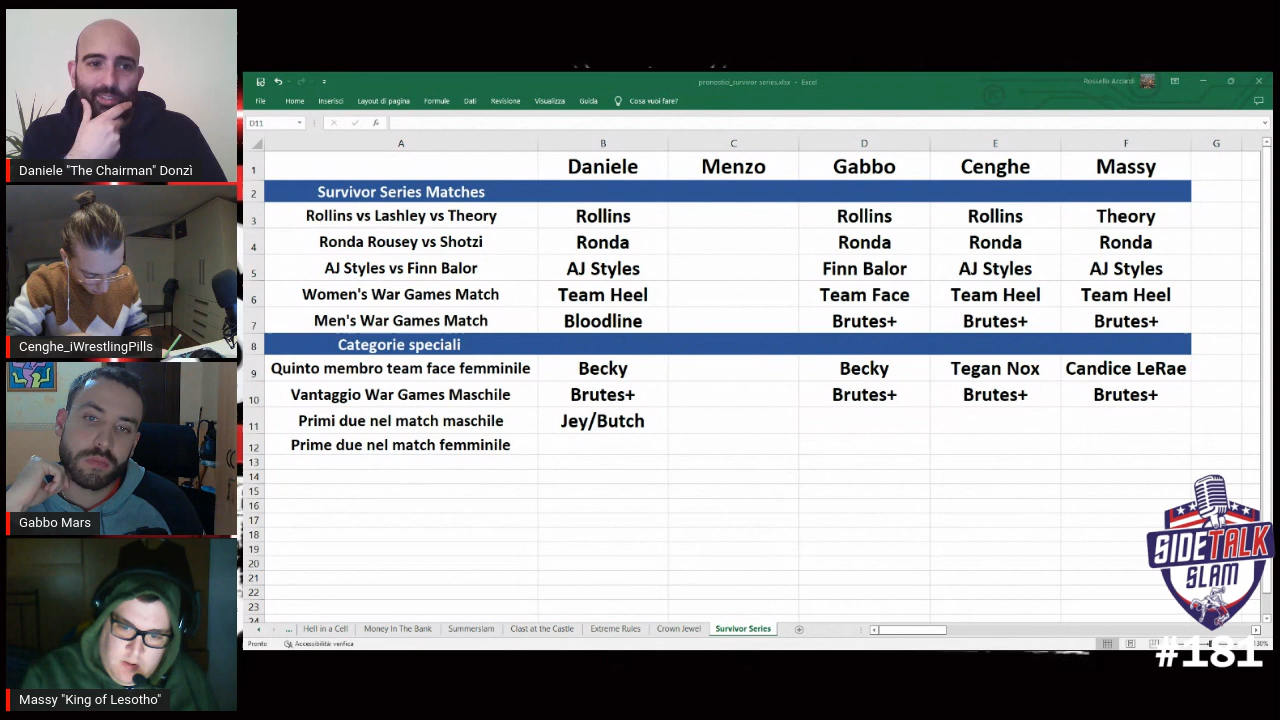 Daniele "The Chairman" Donzì
Cenghe_iWrestlingPills
Gabbo Mars
Massy "King of Lesotho"
pronostici_survivor series.xlsx - Excel
Rossella Acciardi
File Home Inserisci Layout di pagina Formule Dati Revisione Visualizza Guida Cosa vuoi fare?
D11 fx
A B C D E F G
1 Daniele Menzo Gabbo Cenghe Massy
2 Survivor Series Matches
3 Rollins vs Lashley vs Theory Rollins Rollins Rollins Theory
4 Ronda Rousey vs Shotzi Ronda Ronda Ronda Ronda
5 AJ Styles vs Finn Balor AJ Styles Finn Balor AJ Styles AJ Styles
6 Women's War Games Match Team Heel Team Face Team Heel Team Heel
7 Men's War Games Match Bloodline Brutes+ Brutes+ Brutes+
8 Categorie speciali
9 Quinto membro team face femminile Becky Becky Tegan Nox Candice LeRae
10 Vantaggio War Games Maschile Brutes+ Brutes+ Brutes+ Brutes+
11 Primi due nel match maschile Jey/Butch
12 Prime due nel match femminile
13
14
15
16
17
18
19
20
21
22
23
24
... Hell in a Cell Money In The Bank Summerslam Clast at the Castle Extreme Rules Crown Jewel Survivor Series
Pronto Accessibilità: verifica
SIDETALK
SLAM
#181